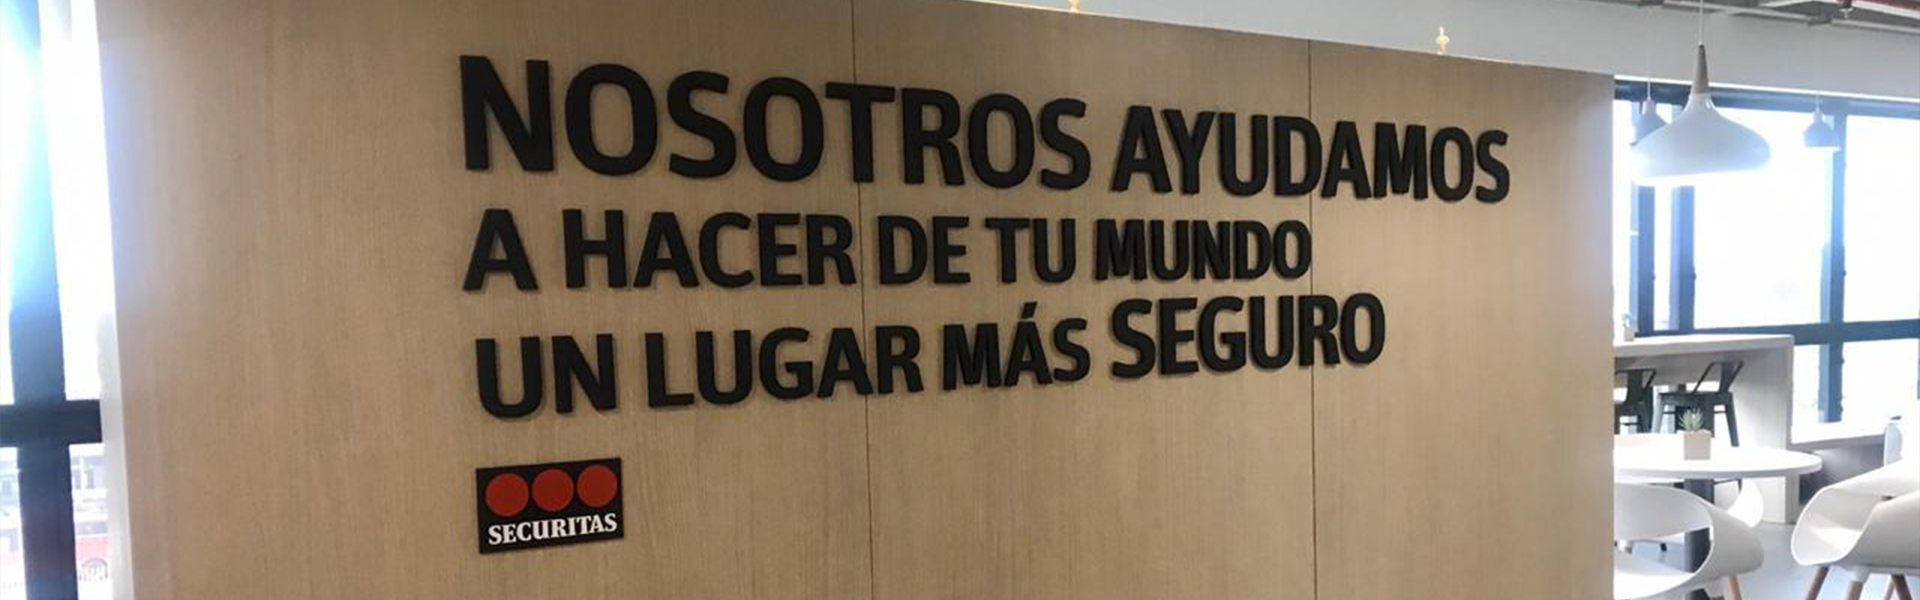 NOSOTROS AYUDAMOS
A HACER DE TU MUNDO
UN LUGAR MÁS SEGURO
SECURITAS